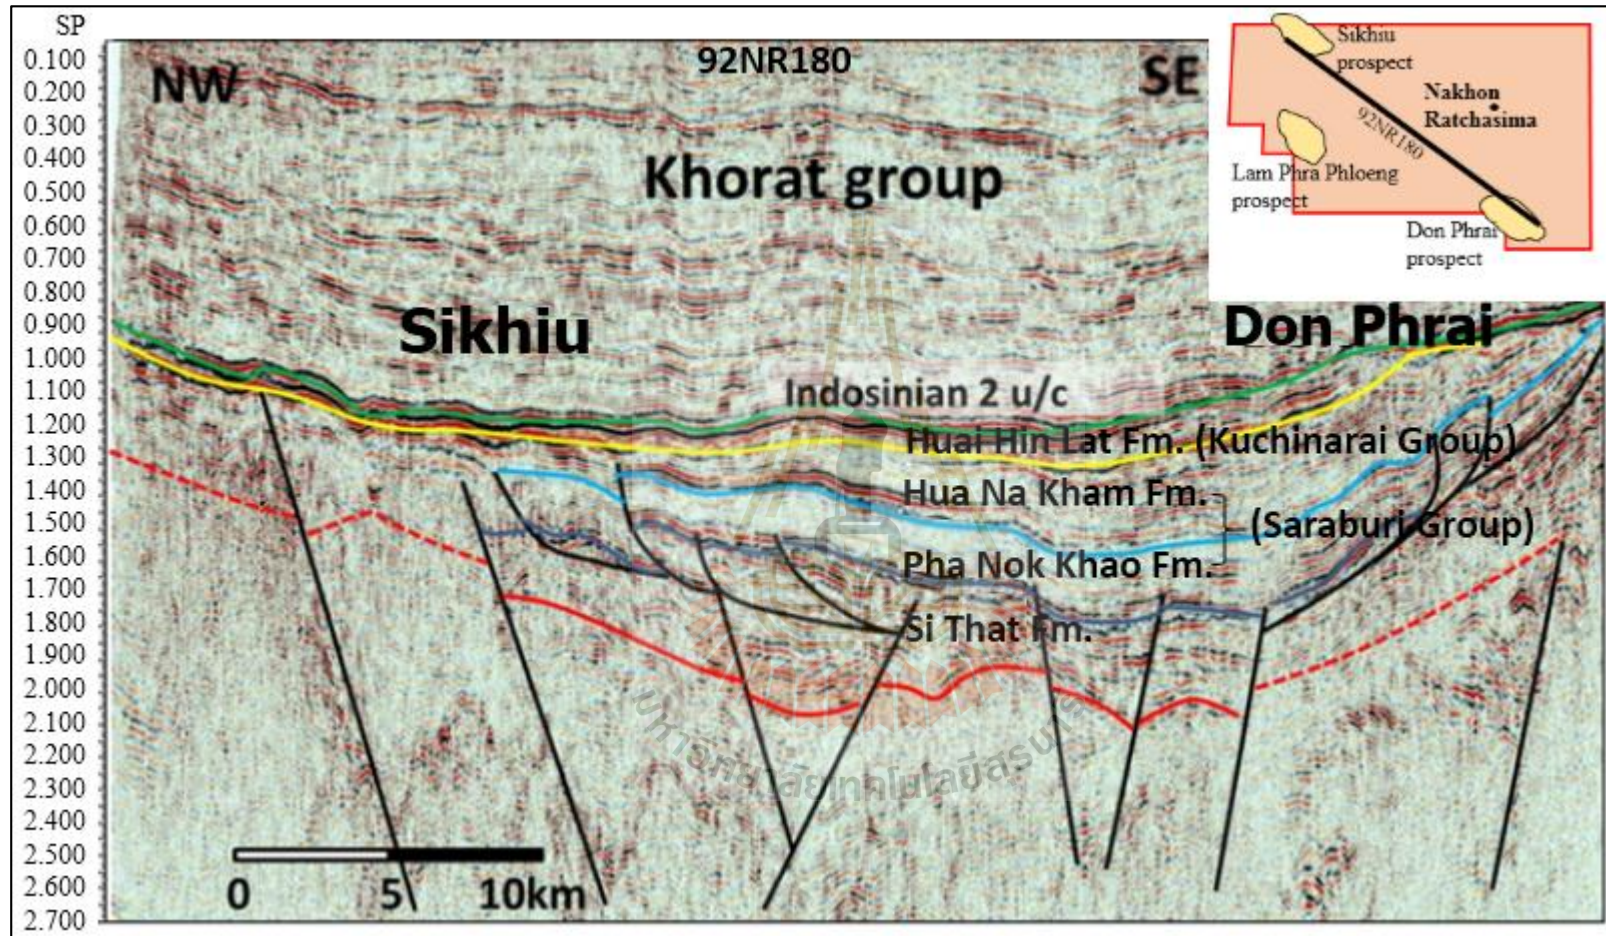 SP
0.100
0.200
0.300
0.400
0.500
0.600
0.700
0.800
0.900
1.000
1.100
1.200
1.300
1.400
1.500
1.600
1.700
1.800
1.900
2.000
2.100
2.200
2.300
2.400
2.500
2.600
2.700
NW
92NR180
SE
Khorat group
Sikhiu
Don Phrai
Indosinian 2 u/c
Huai Hin Lat Fm. (Kuchinarai Group)
Hua Na Kham Fm.
(Saraburi Group)
Pha Nok Khao Fm.
Si That Fm.
0 5 10km
Sikhiu
prospect
Nakhon
Ratchasima
92NR180
Lam Phra Phloeng
prospect
Don Phrai
prospect